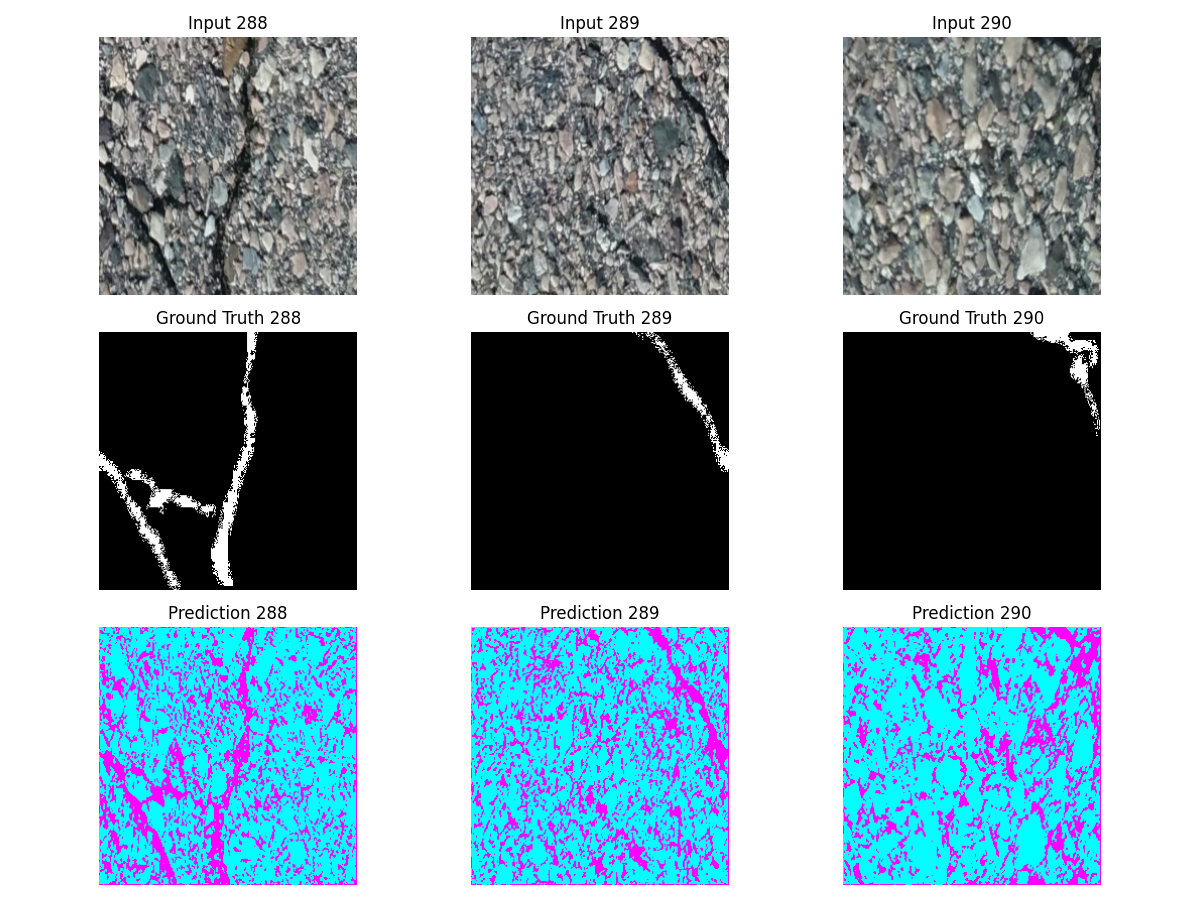 Input 288
Input 289
Input 290
Ground Truth 288
Ground Truth 289
Ground Truth 290
Prediction 288
Prediction 289
Prediction 290